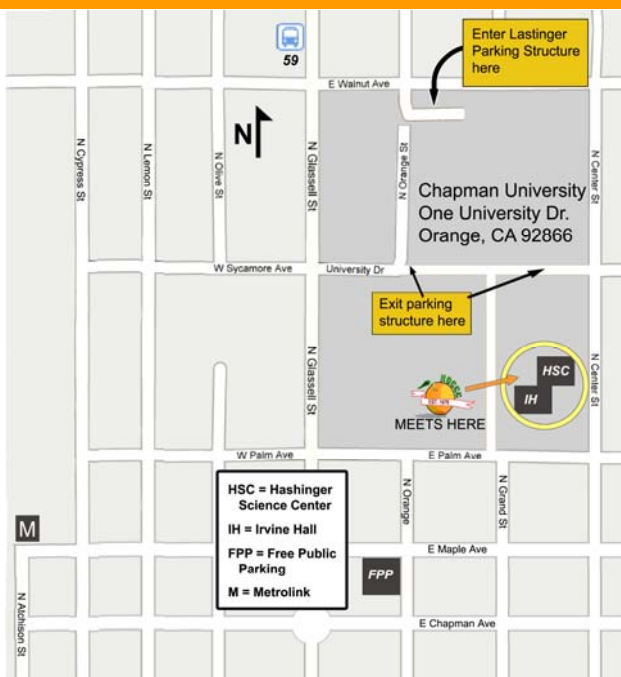 Enter Lastinger
Parking Structure
here
59
E Walnut Ave
N
N Cypress St
N Lemon St
N Olive St
N Glassell St
N Orange St
N Center St
Chapman University
One University Dr.
Orange, CA 92866
W Sycamore Ave
University Dr
Exit parking
structure here
HSC
IH
MEETS HERE
N Glassell St
N Center St
W Palm Ave
E Palm Ave
HSC = Hashinger
Science Center
IH = Irvine Hall
FPP = Free Public
Parking
M = Metrolink
N Orange
N Grand St
M
E Maple Ave
FPP
N Atchison St
E Chapman Ave